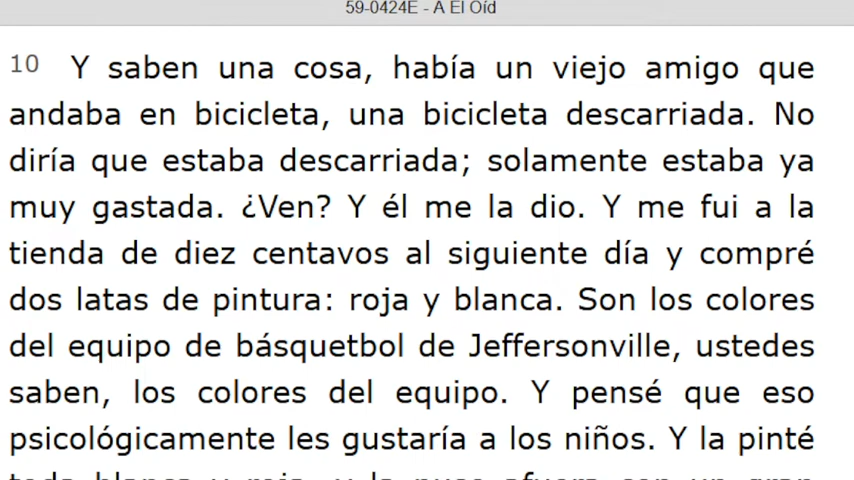 59-0424E - A El Oíd
10 Y saben una cosa, había un viejo amigo que
andaba en bicicleta, una bicicleta descarriada. No
diría que estaba descarriada; solamente estaba ya
muy gastada. ¿Ven? Y él me la dio. Y me fui a la
tienda de diez centavos al siguiente día y compré
dos latas de pintura: roja y blanca. Son los colores
del equipo de básquetbol de Jeffersonville, ustedes
saben, los colores del equipo. Y pensé que eso
psicológicamente les gustaría a los niños. Y la pinté